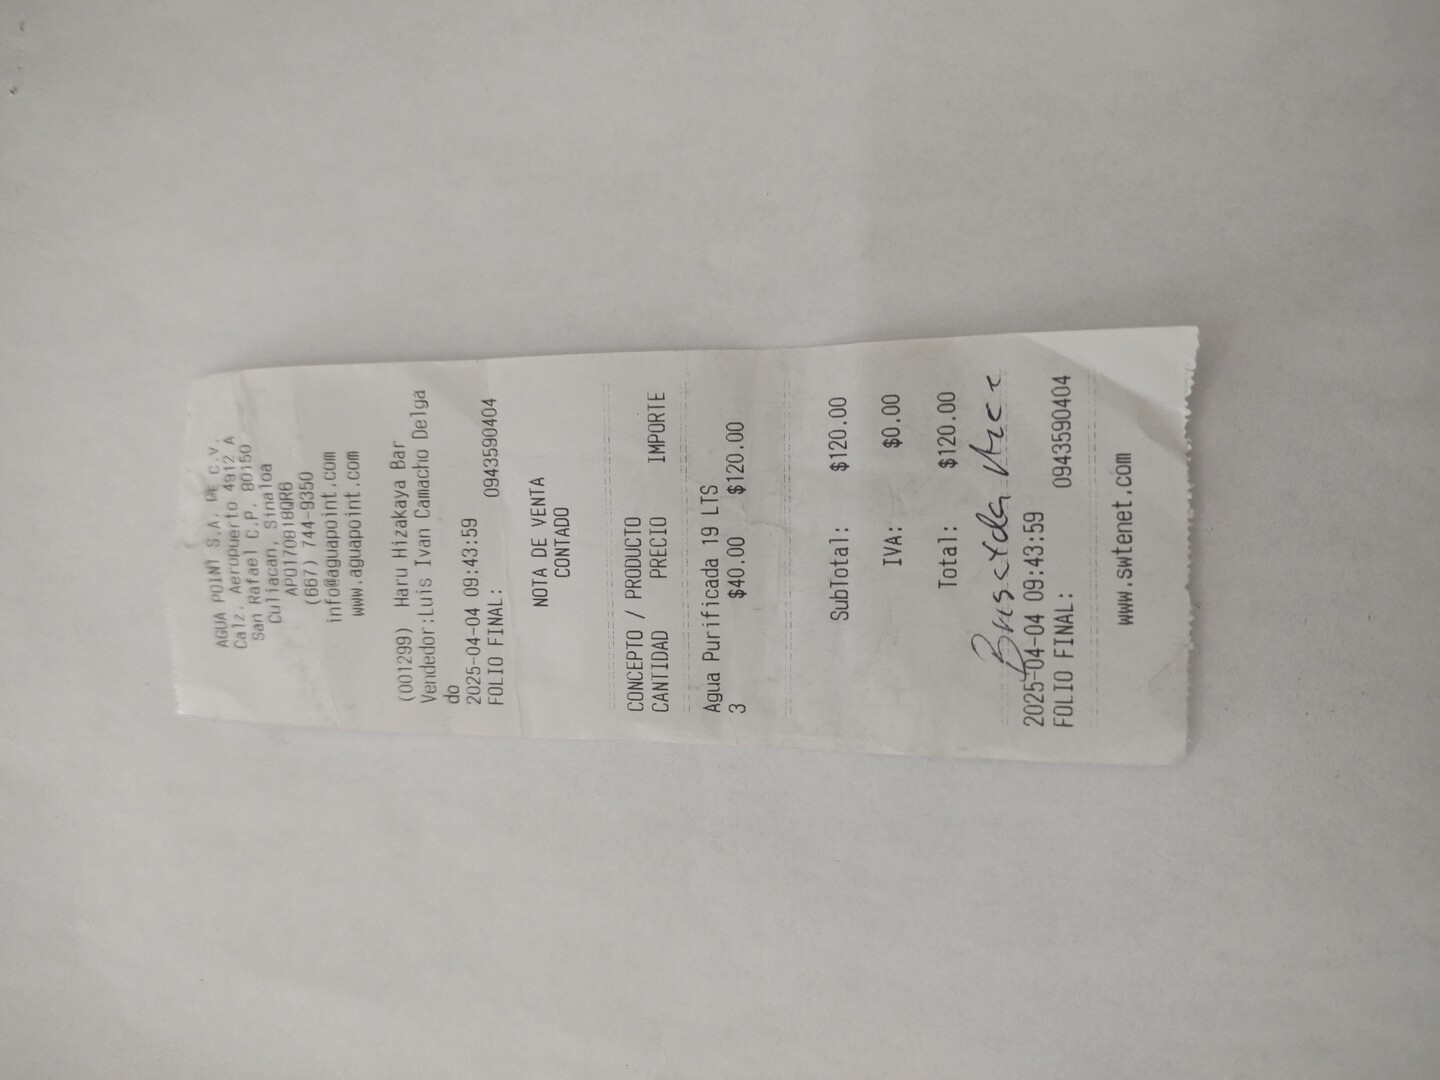 AGUA POINT S.A. DE C.V.
Calz. Aeropuerto 4912 A
San Rafael C.P. 80150
Culiacan, Sinaloa
APO170818QR6
(667) 744-9350
info@aguapoint.com
www.aguapoint.com
(001299) Haru Hizakaya Bar
Vendedor:Luis Ivan Camacho Delga
do
2025-04-04 09:43:59
FOLIO FINAL: 0943590404
NOTA DE VENTA
CONTADO
CONCEPTO / PRODUCTO
CANTIDAD PRECIO IMPORTE
Agua Purificada 19 LTS
3 $40.00 $120.00
SubTotal: $120.00
IVA: $0.00
Total: $120.00
2025-04-04 09:43:59
FOLIO FINAL: 0943590404
www.swtenet.com